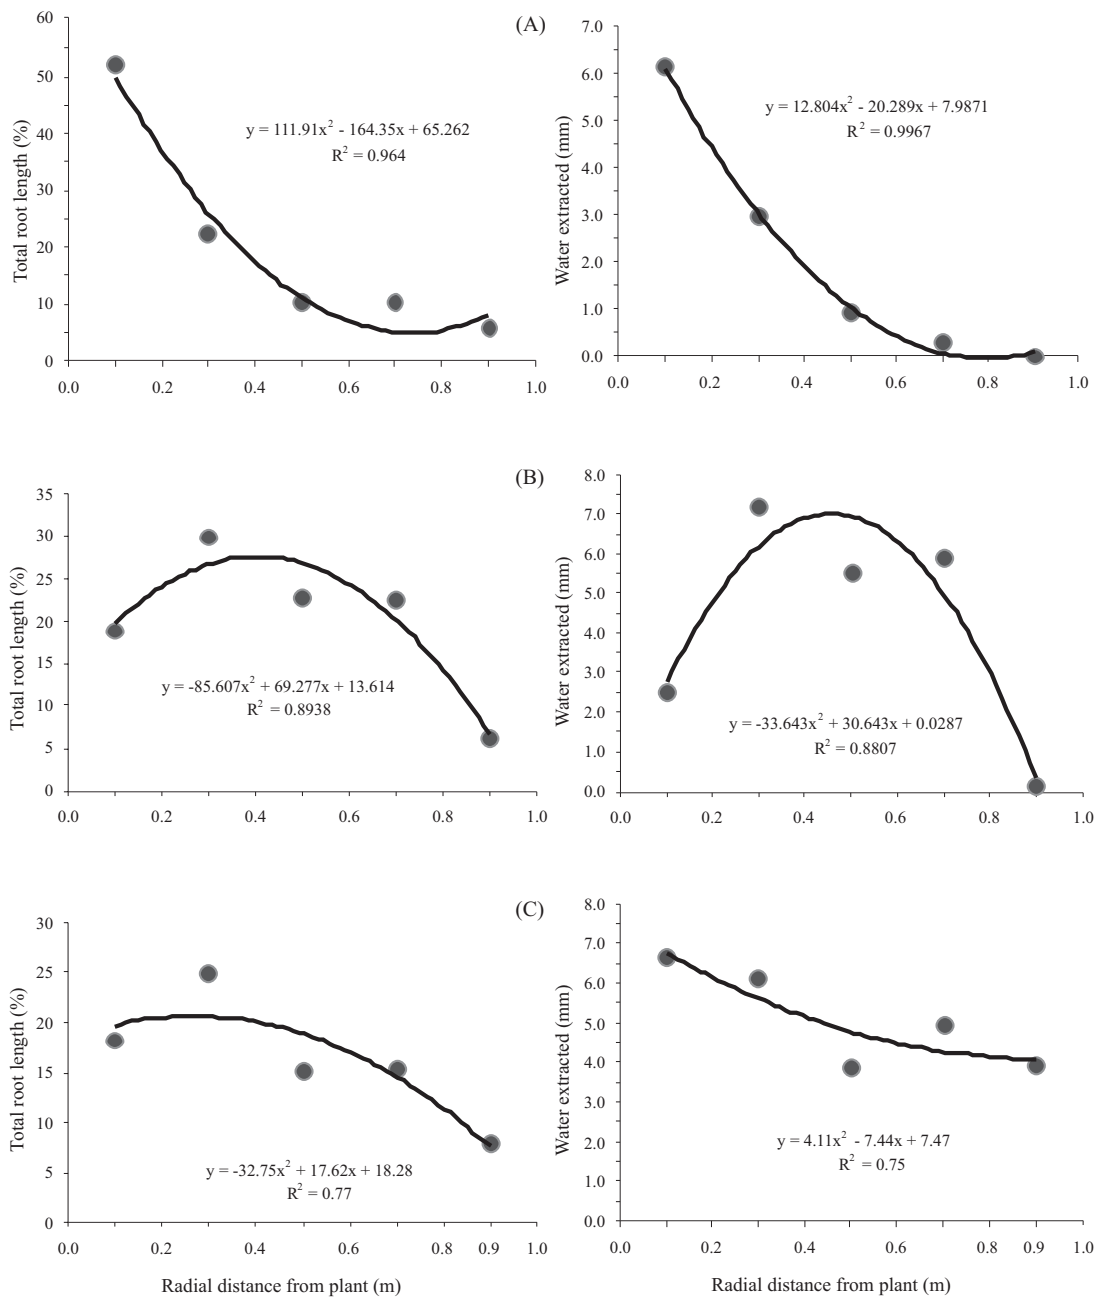 (A)
Total root length (%)
60
50
40
30
20
10
0
y = 111.91x² - 164.35x + 65.262
R² = 0.964
0.0 0.2 0.4 0.6 0.8 1.0
Water extracted (mm)
7.0
6.0
5.0
4.0
3.0
2.0
1.0
0.0
y = 12.804x² - 20.289x + 7.9871
R² = 0.9967
0.0 0.2 0.4 0.6 0.8 1.0
(B)
Total root length (%)
35
30
25
20
15
10
5
0
y = -85.607x² + 69.277x + 13.614
R² = 0.8938
0.0 0.2 0.4 0.6 0.8 1.0
Water extracted (mm)
8.0
7.0
6.0
5.0
4.0
3.0
2.0
1.0
0.0
y = -33.643x² + 30.643x + 0.0287
R² = 0.8807
0.0 0.2 0.4 0.6 0.8 1.0
(C)
Total root length (%)
30
25
20
15
10
5
0
y = -32.75x² + 17.62x + 18.28
R² = 0.77
0.0 0.2 0.4 0.6 0.8 0.9 1.0
Radial distance from plant (m)
Water extracted (mm)
8.0
7.0
6.0
5.0
4.0
3.0
2.0
1.0
0.0
y = 4.11x² - 7.44x + 7.47
R² = 0.75
0.0 0.2 0.4 0.6 0.8 0.9 1.0
Radial distance from plant (m)